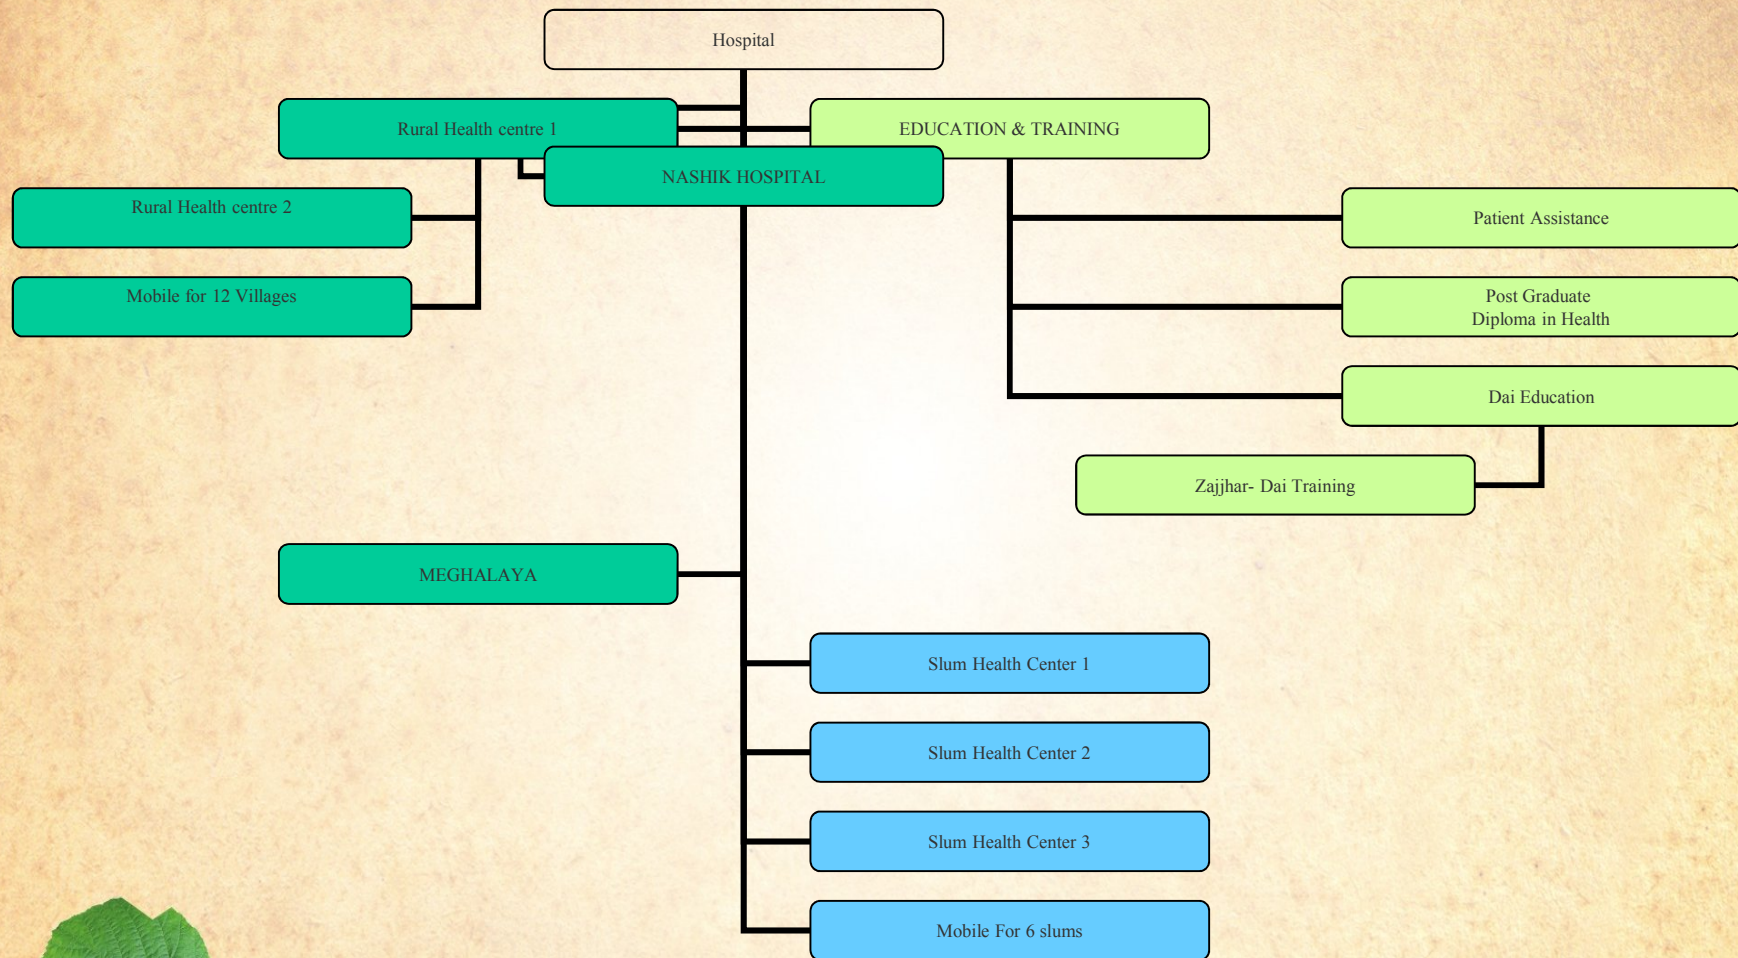 Hospital
Rural Health centre 1
EDUCATION & TRAINING
NASHIK HOSPITAL
Rural Health centre 2
Patient Assistance
Mobile for 12 Villages
Post Graduate
Diploma in Health
Dai Education
Zajjhar- Dai Training
MEGHALAYA
Slum Health Center 1
Slum Health Center 2
Slum Health Center 3
Mobile For 6 slums